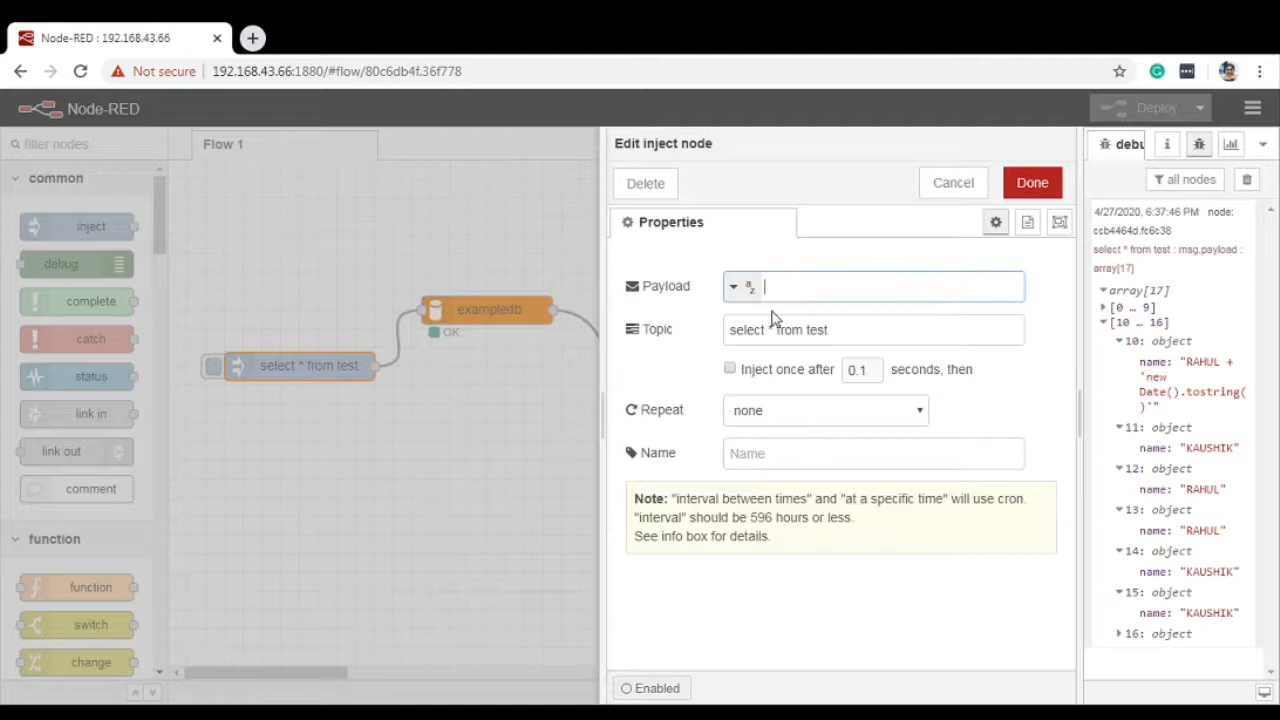 Node-RED : 192.168.43.66
Not secure
192.168.43.66:1880/#flow/80c6db4f.36f778
Node-RED
Deploy
filter nodes
Flow 1
common
inject
debug
complete
catch
status
link in
link out
comment
function
function
switch
change
select * from test
exampledb
OK
Edit inject node
Delete
Cancel
Done
Properties
Payload
a
z
Topic
select * from test
Inject once after
0.1
seconds, then
Repeat
none
Name
Name
Note: "interval between times" and "at a specific time" will use cron.
"interval" should be 596 hours or less.
See info box for details.
Enabled
debu
i
all nodes
4/27/2020, 6:37:46 PM node:
ccb4464d.fc6c38
select * from test : msg.payload :
array[17]
array[17]
[0 … 9]
[10 … 16]
10: object
name: "RAHUL +
'new
Date().tostring(
)'"
11: object
name: "KAUSHIK"
12: object
name: "RAHUL"
13: object
name: "RAHUL"
14: object
name: "KAUSHIK"
15: object
name: "KAUSHIK"
16: object